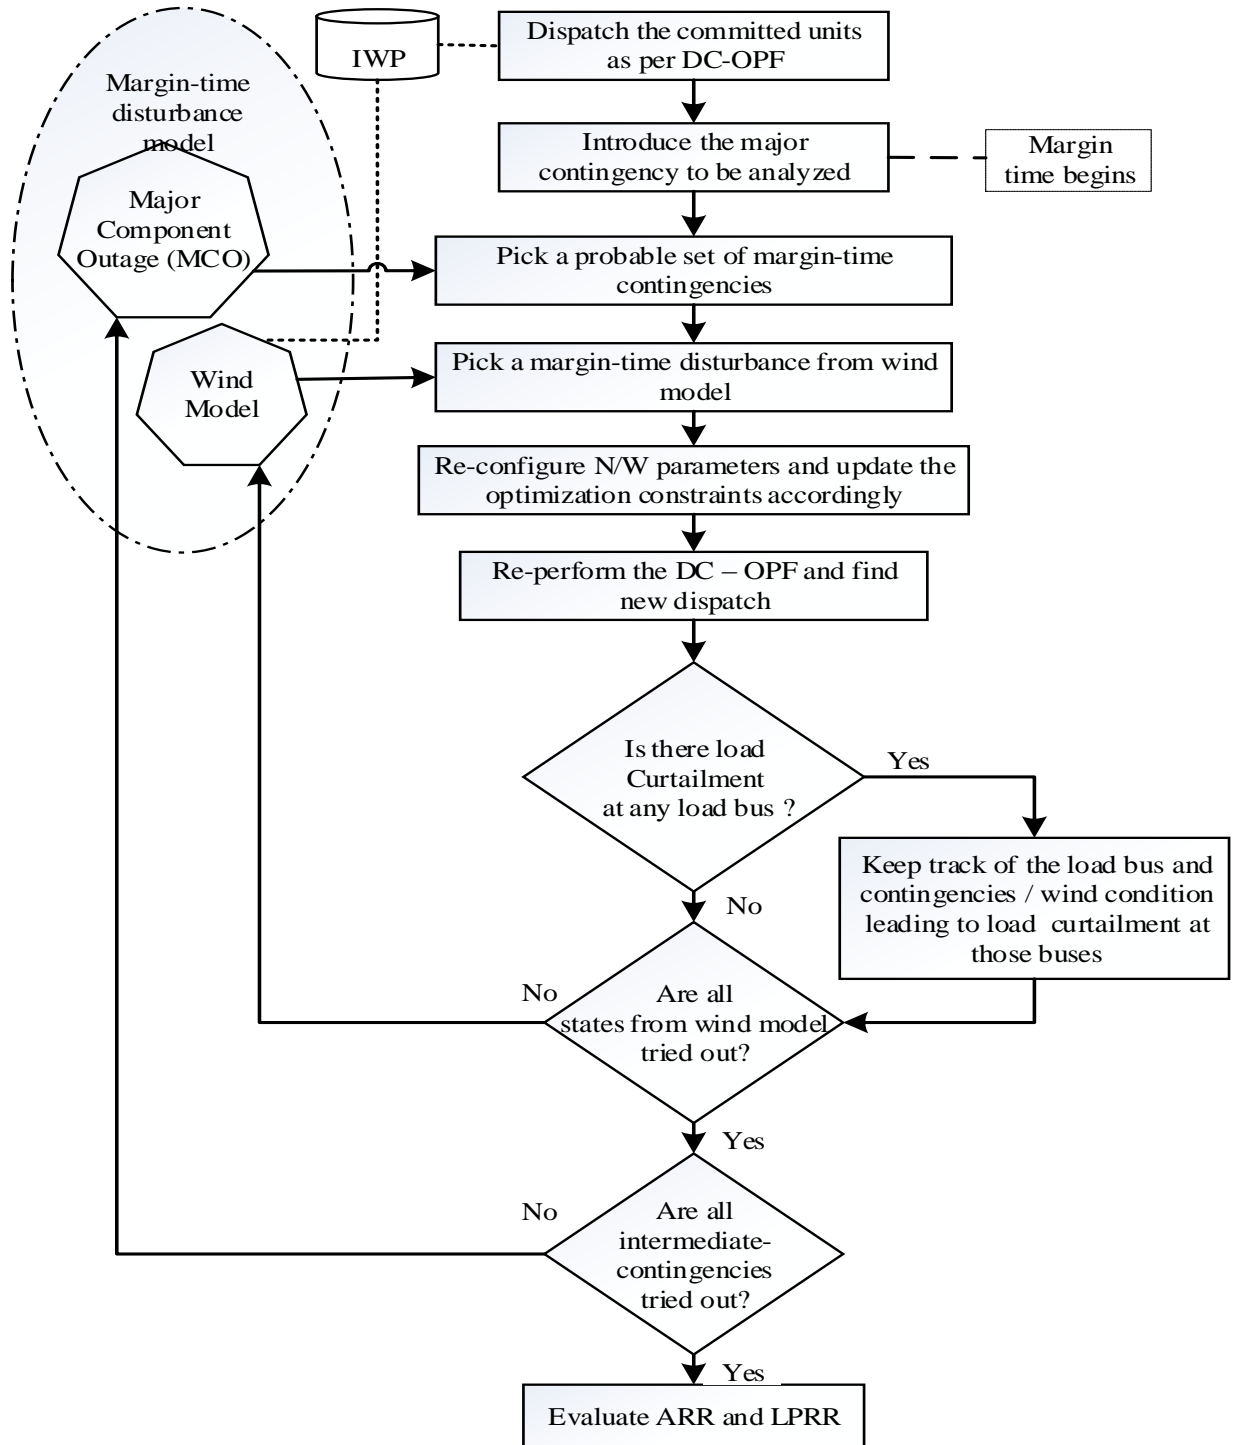 IWP
Dispatch the committed units
as per DC-OPF
Margin-time
disturbance
model
Introduce the major
contingency to be analyzed
Margin
time begins
Major
Component
Outage (MCO)
Pick a probable set of margin-time
contingencies
Wind
Model
Pick a margin-time disturbance from wind
model
Re-configure N/W parameters and update the
optimization constraints accordingly
Re-perform the DC – OPF and find
new dispatch
Is there load
Curtailment
at any load bus ?
Yes
Keep track of the load bus and
contingencies / wind condition
leading to load curtailment at
those buses
No
Are all
states from wind model
tried out?
No
Yes
Are all
intermediate-
contingencies
tried out?
No
Yes
Evaluate ARR and LPRR